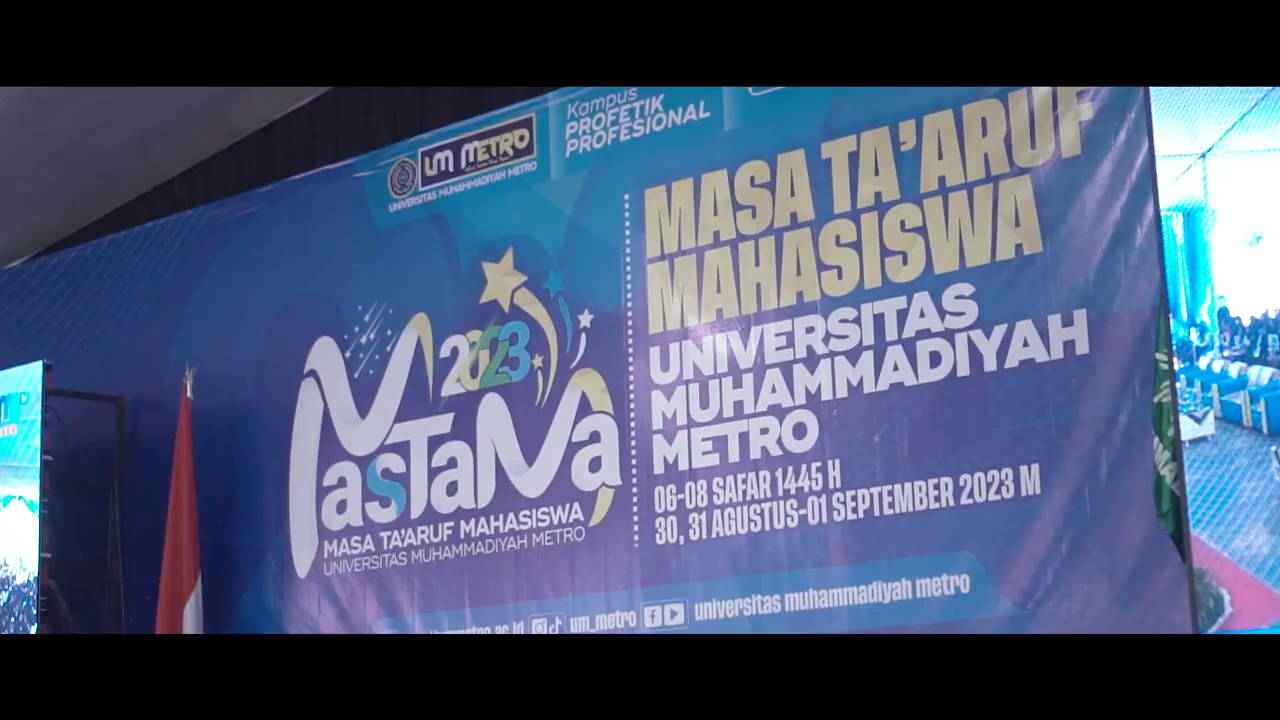 UM METRO
UNIVERSITAS MUHAMMADIYAH METRO
Kampus
PROFETIK
PROFESIONAL
2023
MasTaMa
MASA TA'ARUF MAHASISWA
UNIVERSITAS MUHAMMADIYAH METRO
MASA TA'ARUF
MAHASISWA
UNIVERSITAS
MUHAMMADIYAH
METRO
06-08 SAFAR 1445 H
30, 31 AGUSTUS-01 SEPTEMBER 2023 M
um_metro
universitas muhammadiyah metro